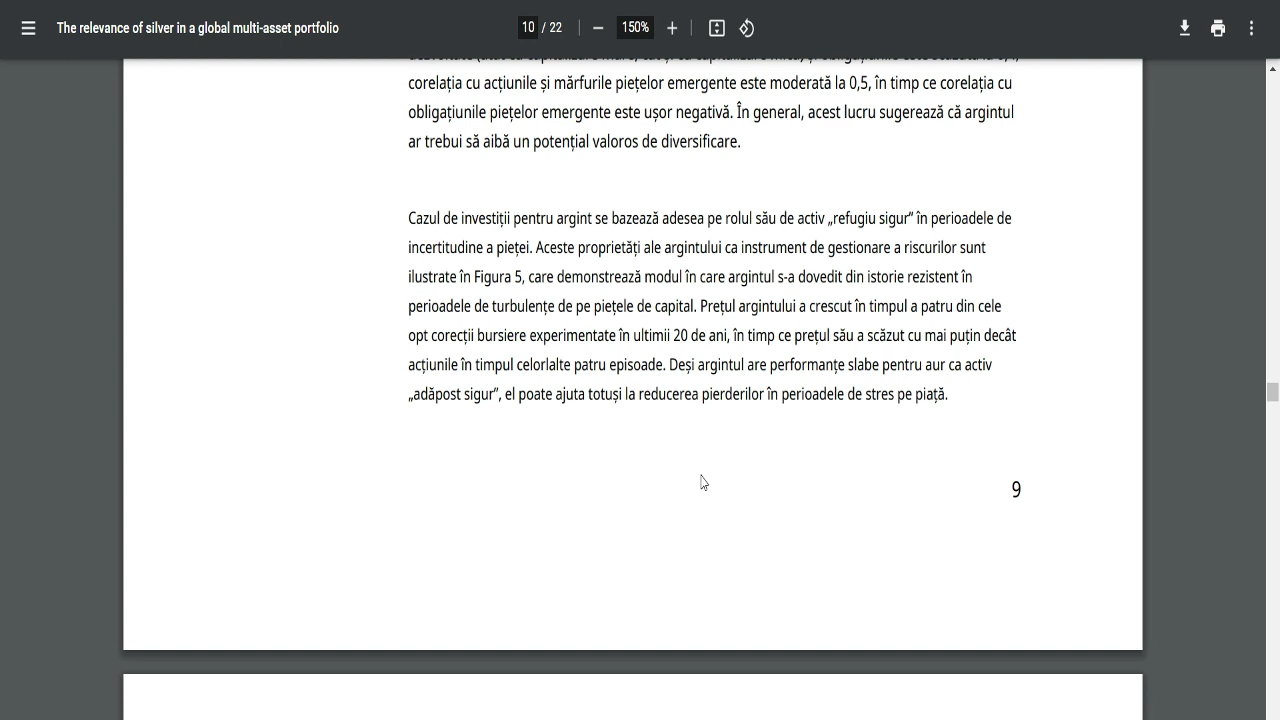 The relevance of silver in a global multi-asset portfolio
10 / 22
150%
corelația cu acțiunile și mărfurile piețelor emergente este moderată la 0,5, în timp ce corelația cu
obligațiunile piețelor emergente este ușor negativă. În general, acest lucru sugerează că argintul
ar trebui să aibă un potențial valoros de diversificare.
Cazul de investiții pentru argint se bazează adesea pe rolul său de activ „refugiu sigur” în perioadele de
incertitudine a pieței. Aceste proprietăți ale argintului ca instrument de gestionare a riscurilor sunt
ilustrate în Figura 5, care demonstrează modul în care argintul s-a dovedit din istorie rezistent în
perioadele de turbulențe de pe piețele de capital. Prețul argintului a crescut în timpul a patru din cele
opt corecții bursiere experimentate în ultimii 20 de ani, în timp ce prețul său a scăzut cu mai puțin decât
acțiunile în timpul celorlalte patru episoade. Deși argintul are performanțe slabe pentru aur ca activ
„adăpost sigur”, el poate ajuta totuși la reducerea pierderilor în perioadele de stres pe piață.
9